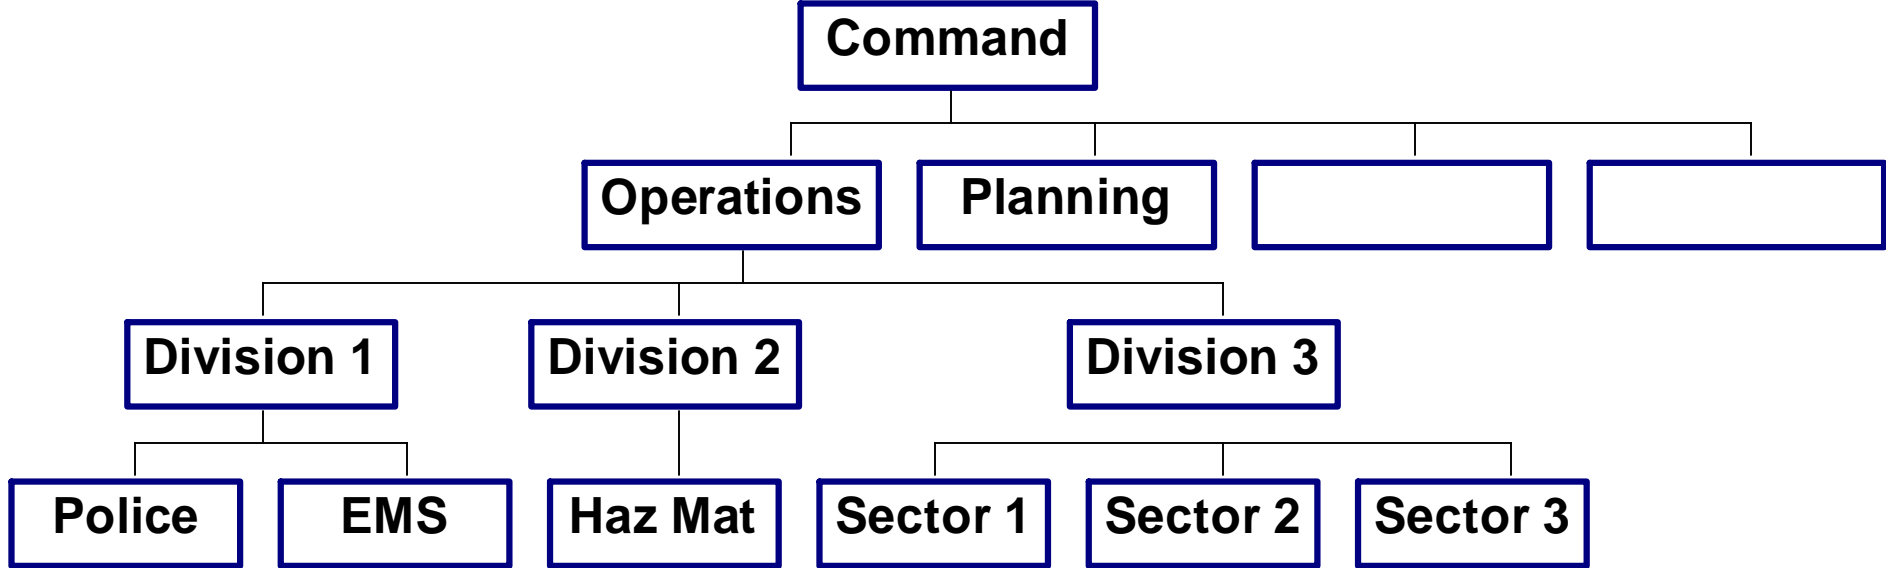 Command
Operations
Planning
Division 1
Division 2
Division 3
Police
EMS
Haz Mat
Sector 1
Sector 2
Sector 3